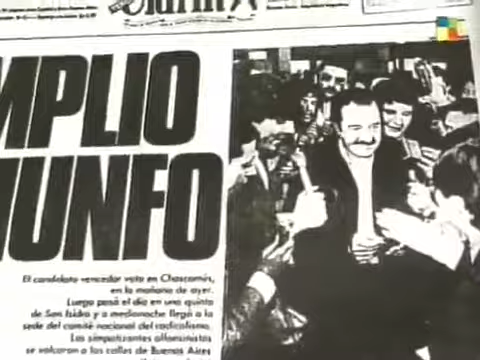 Clarín
MPLIO
IUNFO
El candidato vencedor votó en Chascomús,
en la mañana de ayer.
Luego pasó el día en una quinta
de San Isidro y a medianoche llegó a la
sede del comité nacional del radicalismo.
Los simpatizantes alfonsinistas
se volcaron a las calles de Buenos Aires